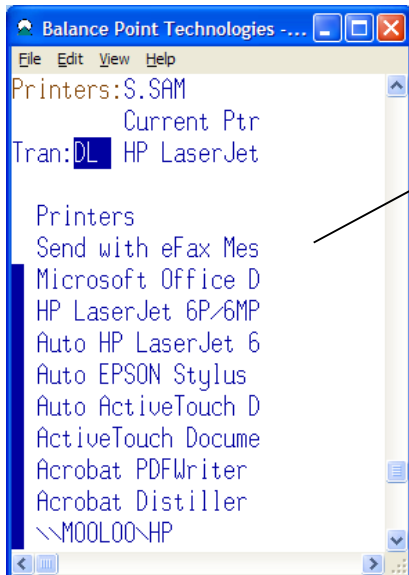 Balance Point Technologies -...
File Edit View Help
Printers:S.SAM
Current Ptr
Tran:DL HP LaserJet
Printers
Send with eFax Mes
Microsoft Office D
HP LaserJet 6P/6MP
Auto HP LaserJet 6
Auto EPSON Stylus
Auto ActiveTouch D
ActiveTouch Docume
Acrobat PDFWriter
Acrobat Distiller
\\MOOLOO\HP